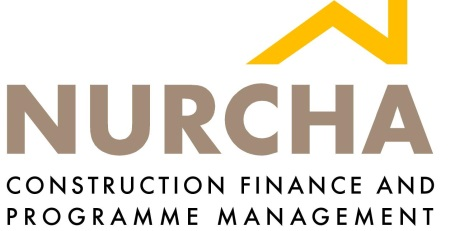 NURCHA
CONSTRUCTION FINANCE AND
PROGRAMME MANAGEMENT